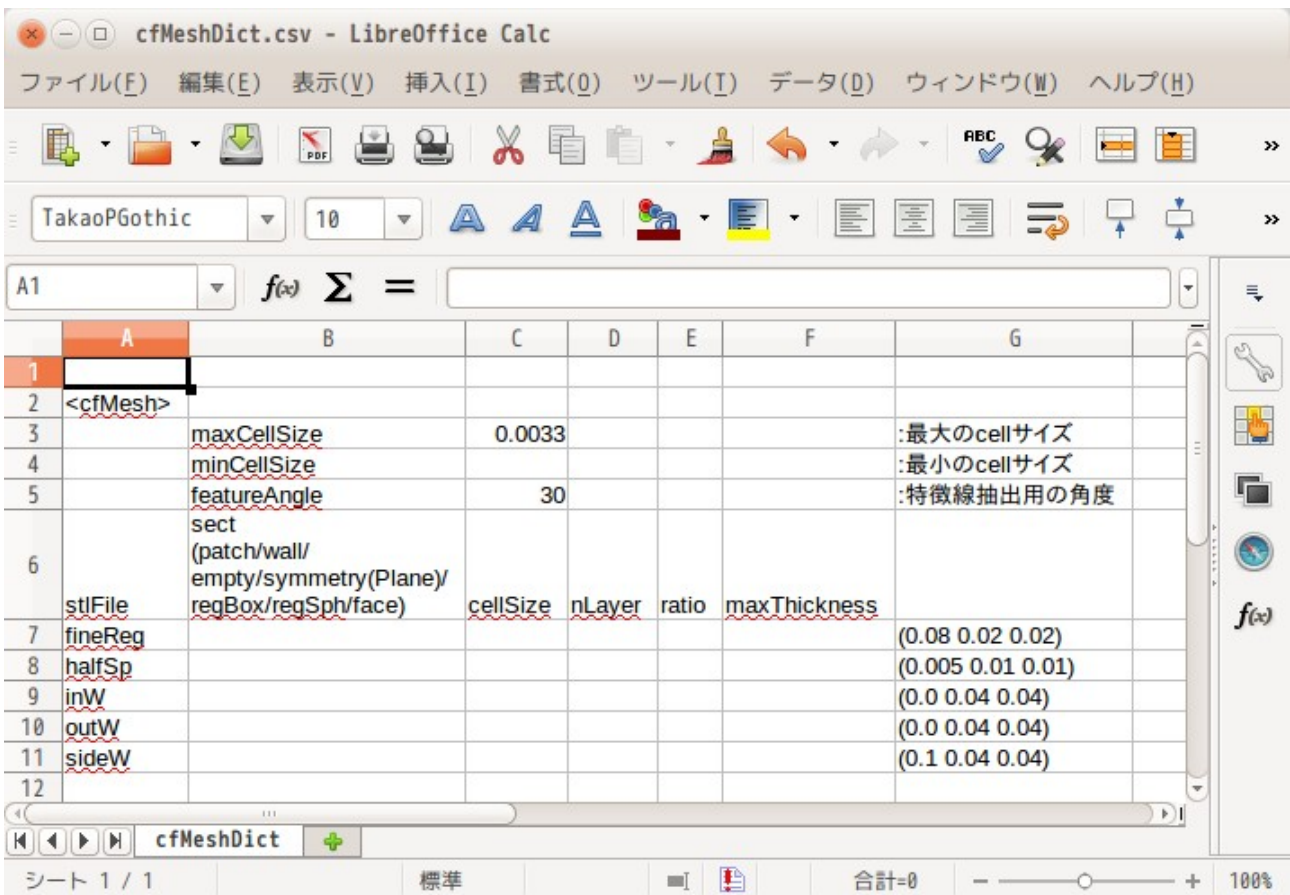 cfMeshDict.csv - LibreOffice Calc
ファイル(F) 編集(E) 表示(V) 挿入(I) 書式(O) ツール(T) データ(D) ウィンドウ(W) ヘルプ(H)
PDF ABC »
TakaoPGothic 10 a »
A1 f(x) Σ =
A B C D E F G
1
2 <cfMesh>
3 maxCellSize 0.0033 :最大のcellサイズ
4 minCellSize :最小のcellサイズ
5 featureAngle 30 :特徴線抽出用の角度
sect
(patch/wall/
6 empty/symmetry(Plane)/
stlFile regBox/regSph/face) cellSize nLayer ratio maxThickness
f(x)
7 fineReg (0.08 0.02 0.02)
8 halfSp (0.005 0.01 0.01)
9 inW (0.0 0.04 0.04)
10 outW (0.0 0.04 0.04)
11 sideW (0.1 0.04 0.04)
12
cfMeshDict
シート 1 / 1 標準 合計=0 100%